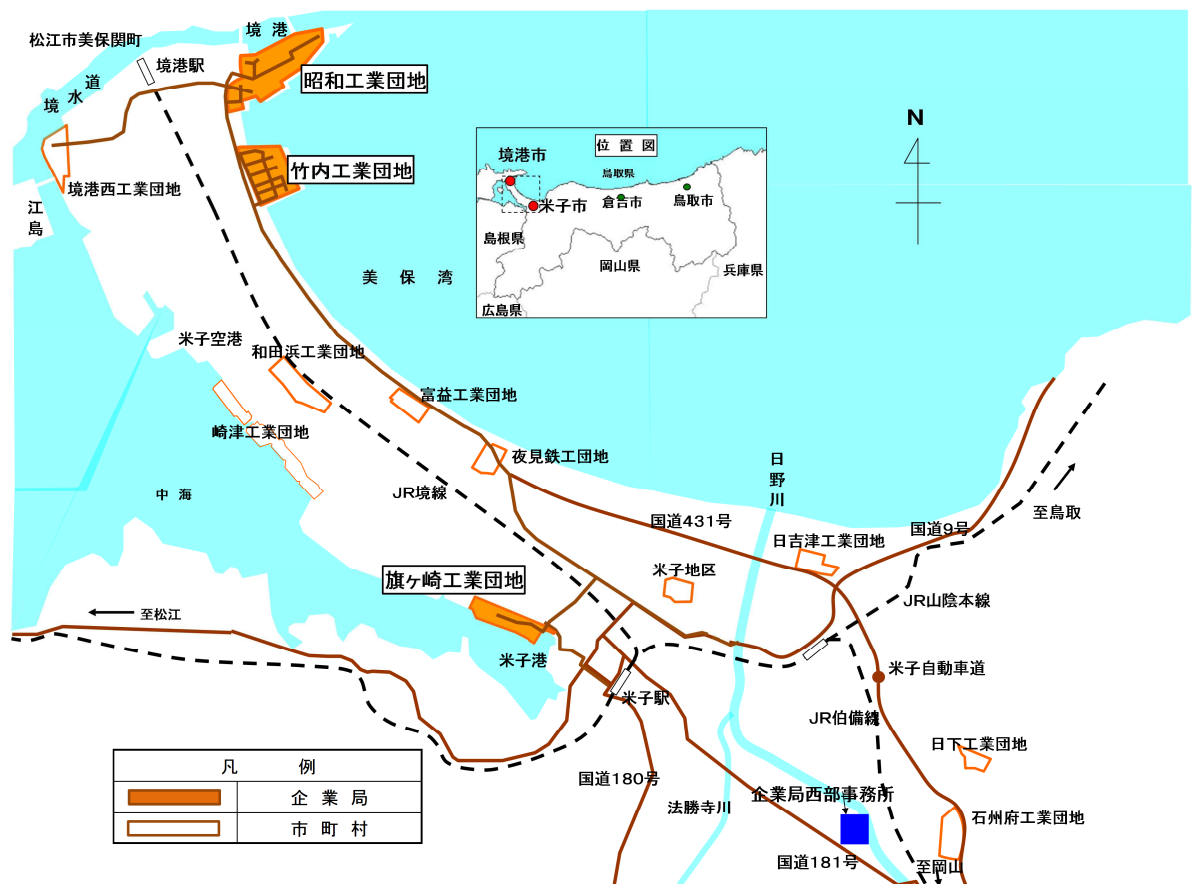 境港
松江市美保関町
境港駅
昭和工業団地
境水道
竹内工業団地
境港西工業団地
江島
N
位置図
境港市
鳥取県
米子市
倉吉市
鳥取市
島根県
岡山県
兵庫県
広島県
美保湾
米子空港
和田浜工業団地
富益工業団地
崎津工業団地
夜見鉄工団地
中海
JR境線
日野川
国道431号
国道9号
至鳥取
日吉津工業団地
米子地区
旗ヶ崎工業団地
JR山陰本線
至松江
米子港
米子駅
米子自動車道
JR伯備線
日下工業団地
国道180号
企業局西部事務所
法勝寺川
石州府工業団地
国道181号
至岡山
凡例
企業局
市町村